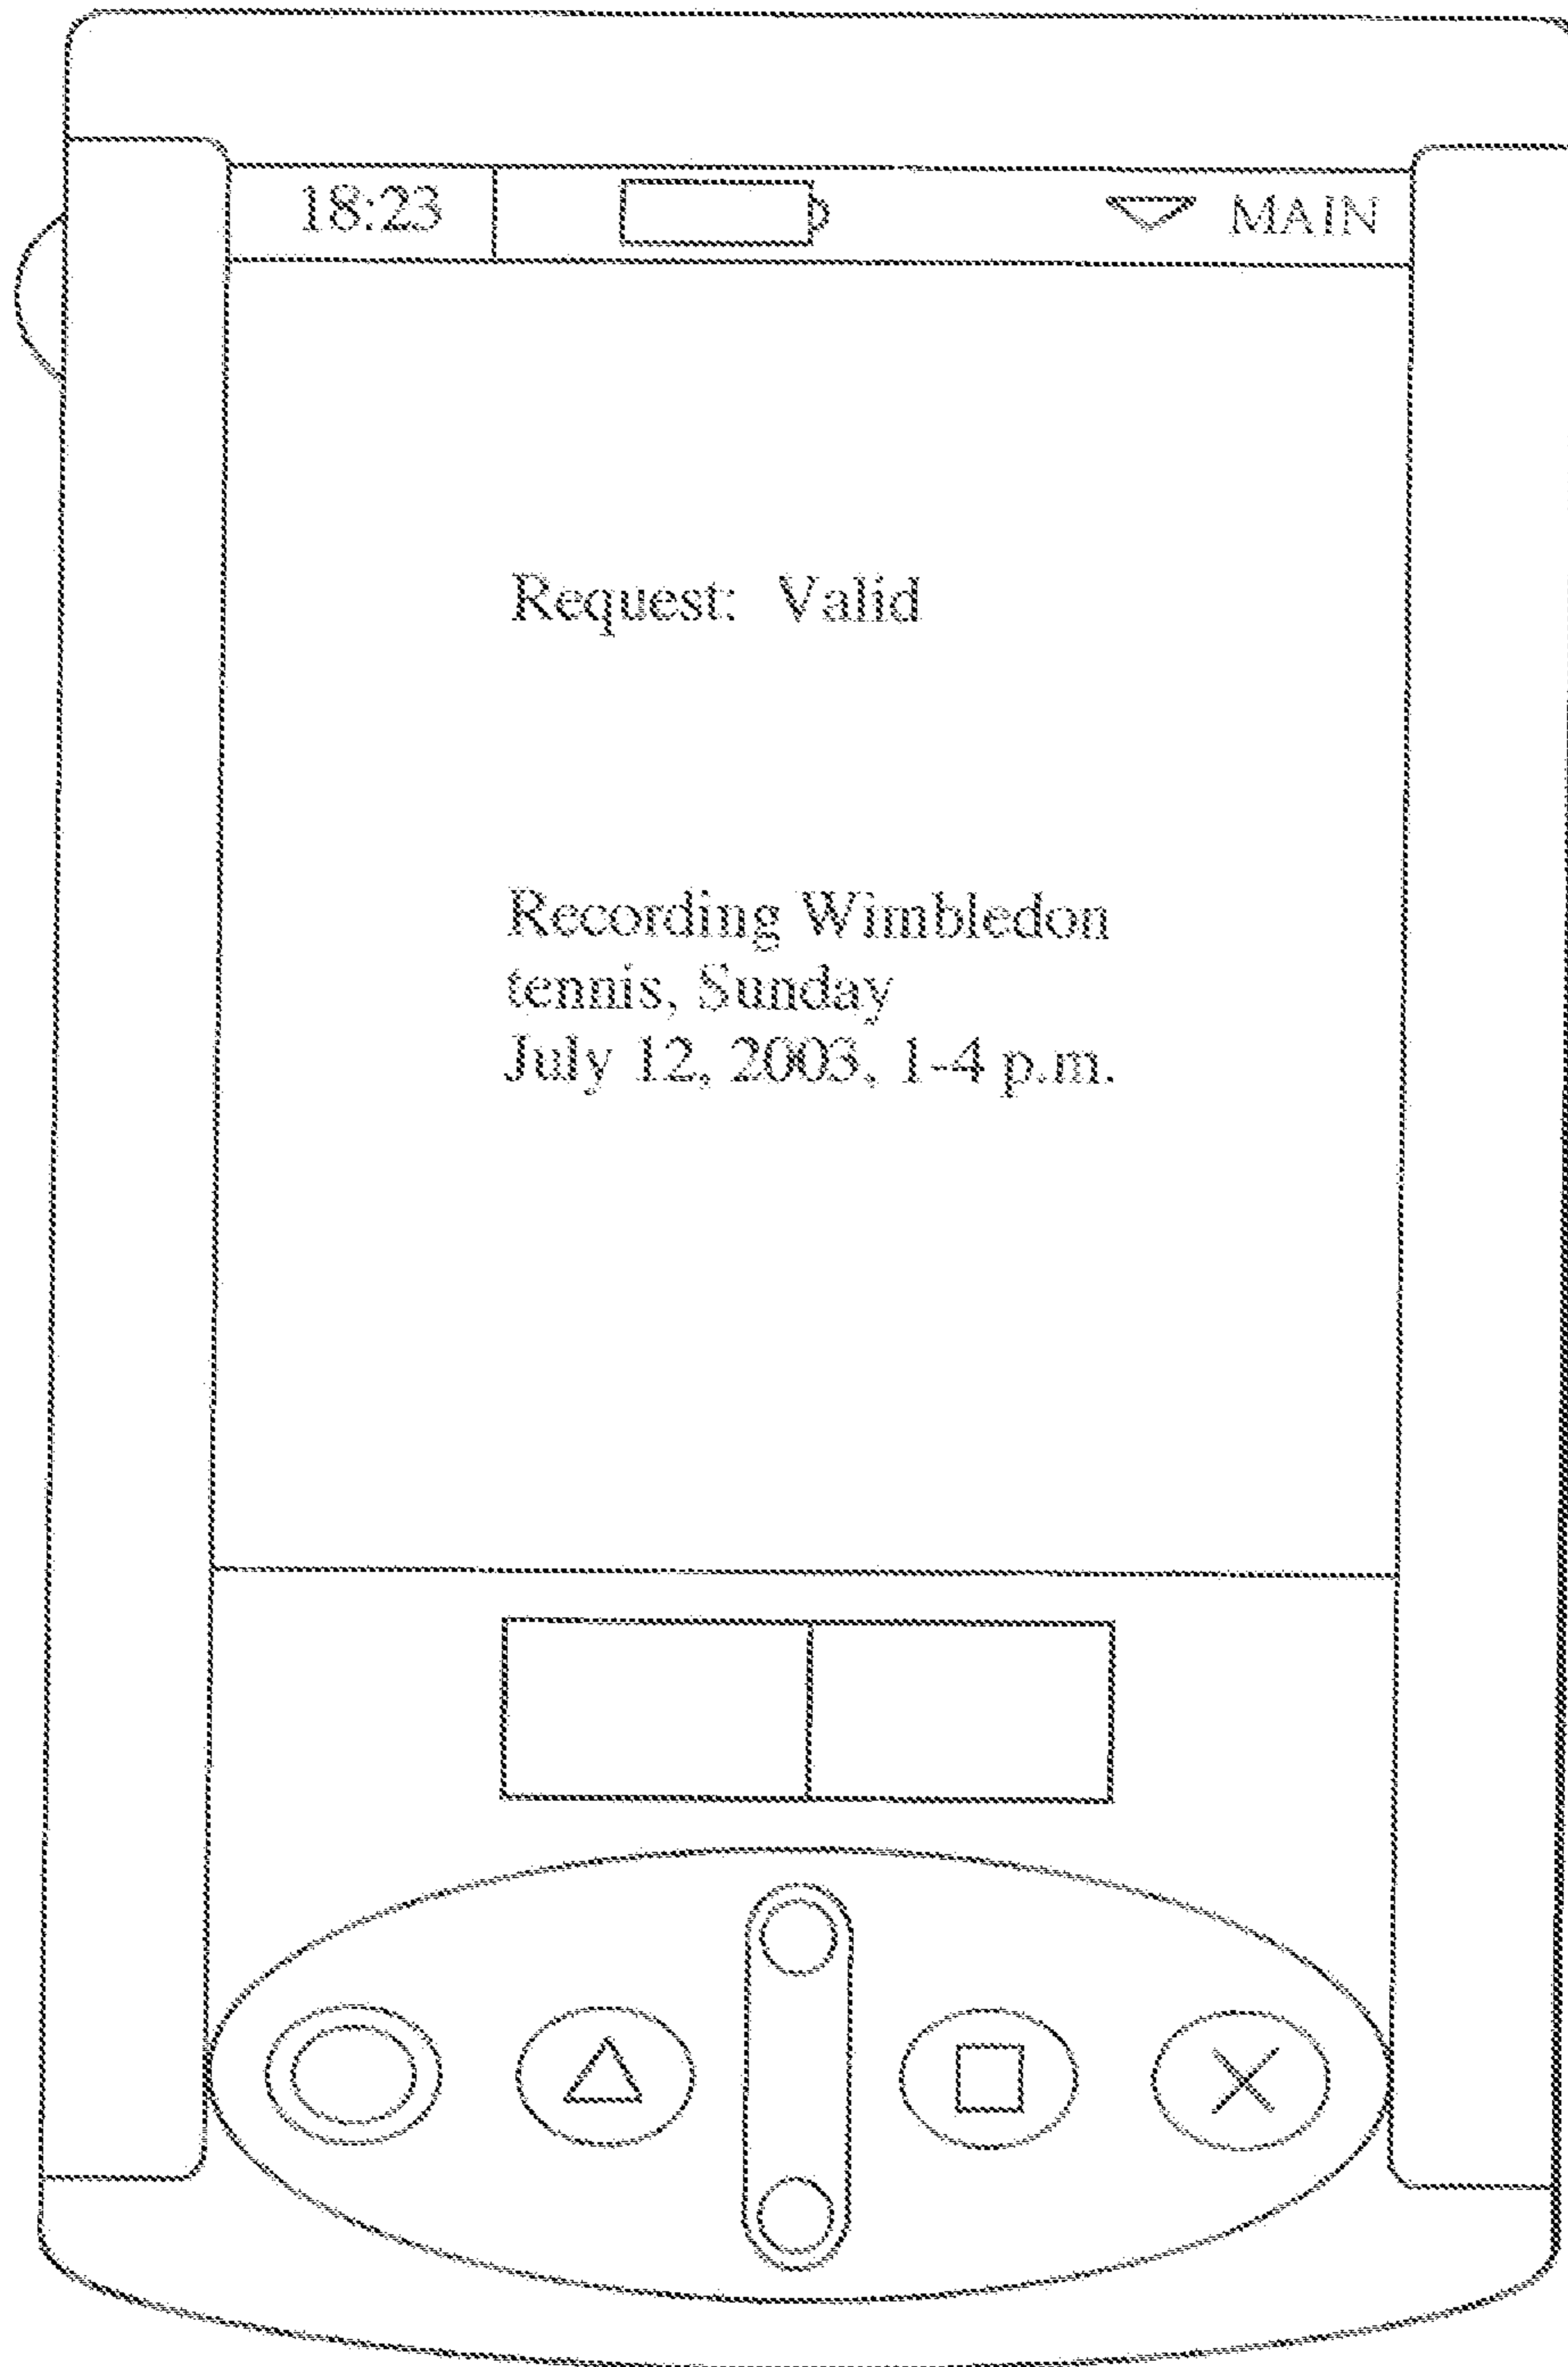 18:23 MAIN
Request: Valid
Recording Wimbledon
tennis, Sunday
July 12, 2003, 1-4 p.m.